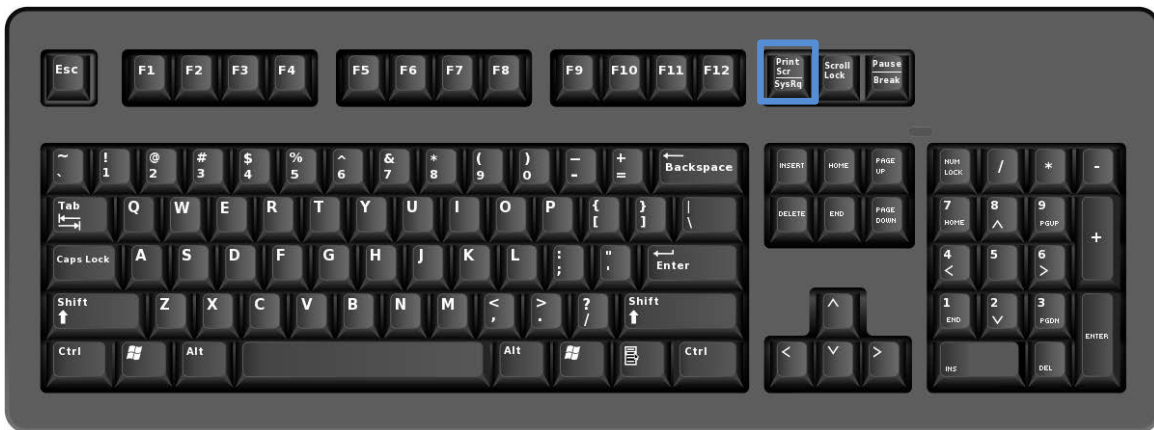 Esc F1 F2 F3 F4 F5 F6 F7 F8 F9 F10 F11 F12 Print Scr SysRq Scroll Lock Pause Break
~ ` ! 1 @ 2 # 3 $ 4 % 5 ^ 6 & 7 * 8 ( 9 ) 0 – - + = Backspace INSERT HOME PAGE UP NUM LOCK / * -
Tab Q W E R T Y U I O P { [ } ] | \ DELETE END PAGE DOWN 7 HOME 8 9 PGUP +
Caps Lock A S D F G H J K L : ; " ' Enter 4 < 5 6 >
Shift Z X C V B N M < , > . ? / Shift 1 END 2 3 PGDN ENTER
Ctrl Alt Alt Ctrl INS DEL